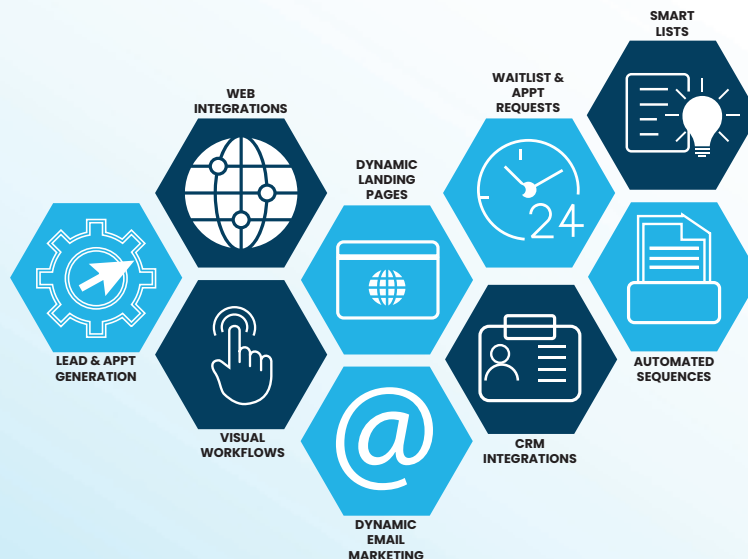 SMART
LISTS
WAITLIST &
APPT
REQUESTS
WEB
INTEGRATIONS
DYNAMIC
LANDING
PAGES
24
LEAD & APPT
GENERATION
AUTOMATED
SEQUENCES
VISUAL
WORKFLOWS
@
CRM
INTEGRATIONS
DYNAMIC
EMAIL
MARKETING